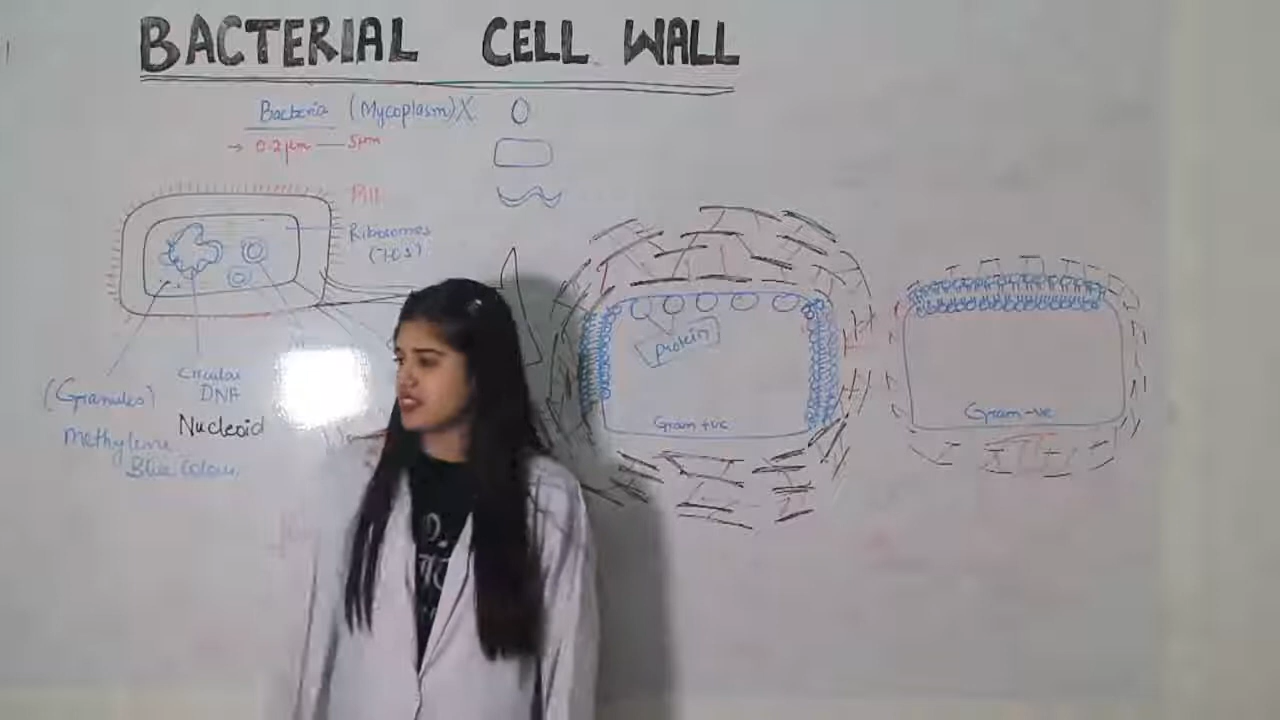 BACTERIAL CELL WALL
Bacteria (Mycoplasm) X
→ 0.2µm — 5µm
Pili
Ribosomes
(70S)
Protein
(Granules)
Circular
DNA
Nucleoid
Methylene
Blue Colour
Gram +ve
Gram -ve